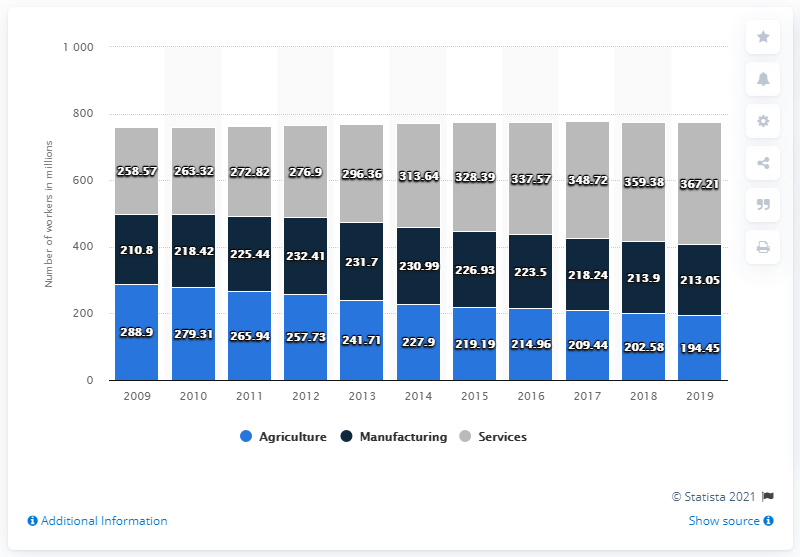 1 000
800
600
400
200
0
Number of workers in millions
258.57 263.32 272.82 276.9 296.36 313.64 328.39 337.57 348.72 359.38 367.21
210.8 218.42 225.44 232.41 231.7 230.99 226.93 223.5 218.24 213.9 213.05
288.9 279.31 265.94 257.73 241.71 227.9 219.19 214.96 209.44 202.58 194.45
2009 2010 2011 2012 2013 2014 2015 2016 2017 2018 2019
Agriculture Manufacturing Services
© Statista 2021
Additional Information Show source